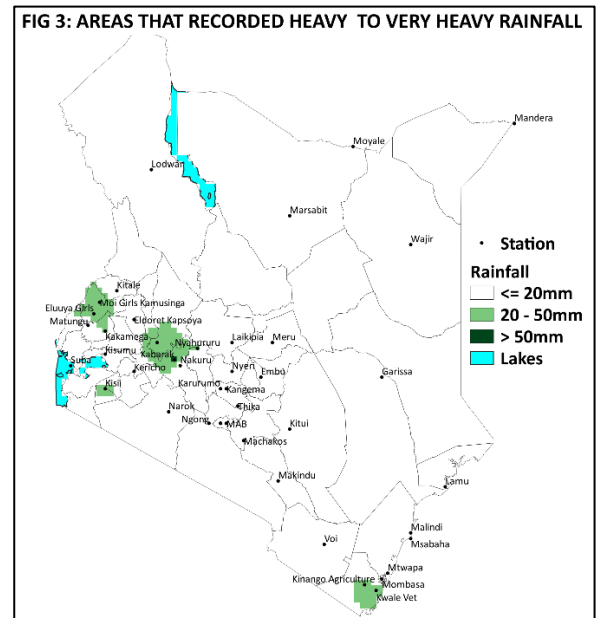 FIG 3: AREAS THAT RECORDED HEAVY TO VERY HEAVY RAINFALL
Mandera
Moyale
Lodwar
Marsabit
Wajir
Station
Rainfall
<= 20mm
20 - 50mm
> 50mm
Lakes
Kitale
Moi Girls Kamusinga
Eluuya Girls
Matungu
Eldoret Kapsoya
Kakamega
Nyahururu
Laikipia
Meru
Kisumu
Kabarak
Suba
Kericho
Nakuru
Nyeri
Embu
Garissa
Kisii
Karurumo
Kangema
Narok
Thika
Ngong
MAB
Kitui
Machakos
Makindu
Lamu
Voi
Malindi
Msabaha
Mtwapa
Kinango Agriculture
Mombasa
Kwale Vet